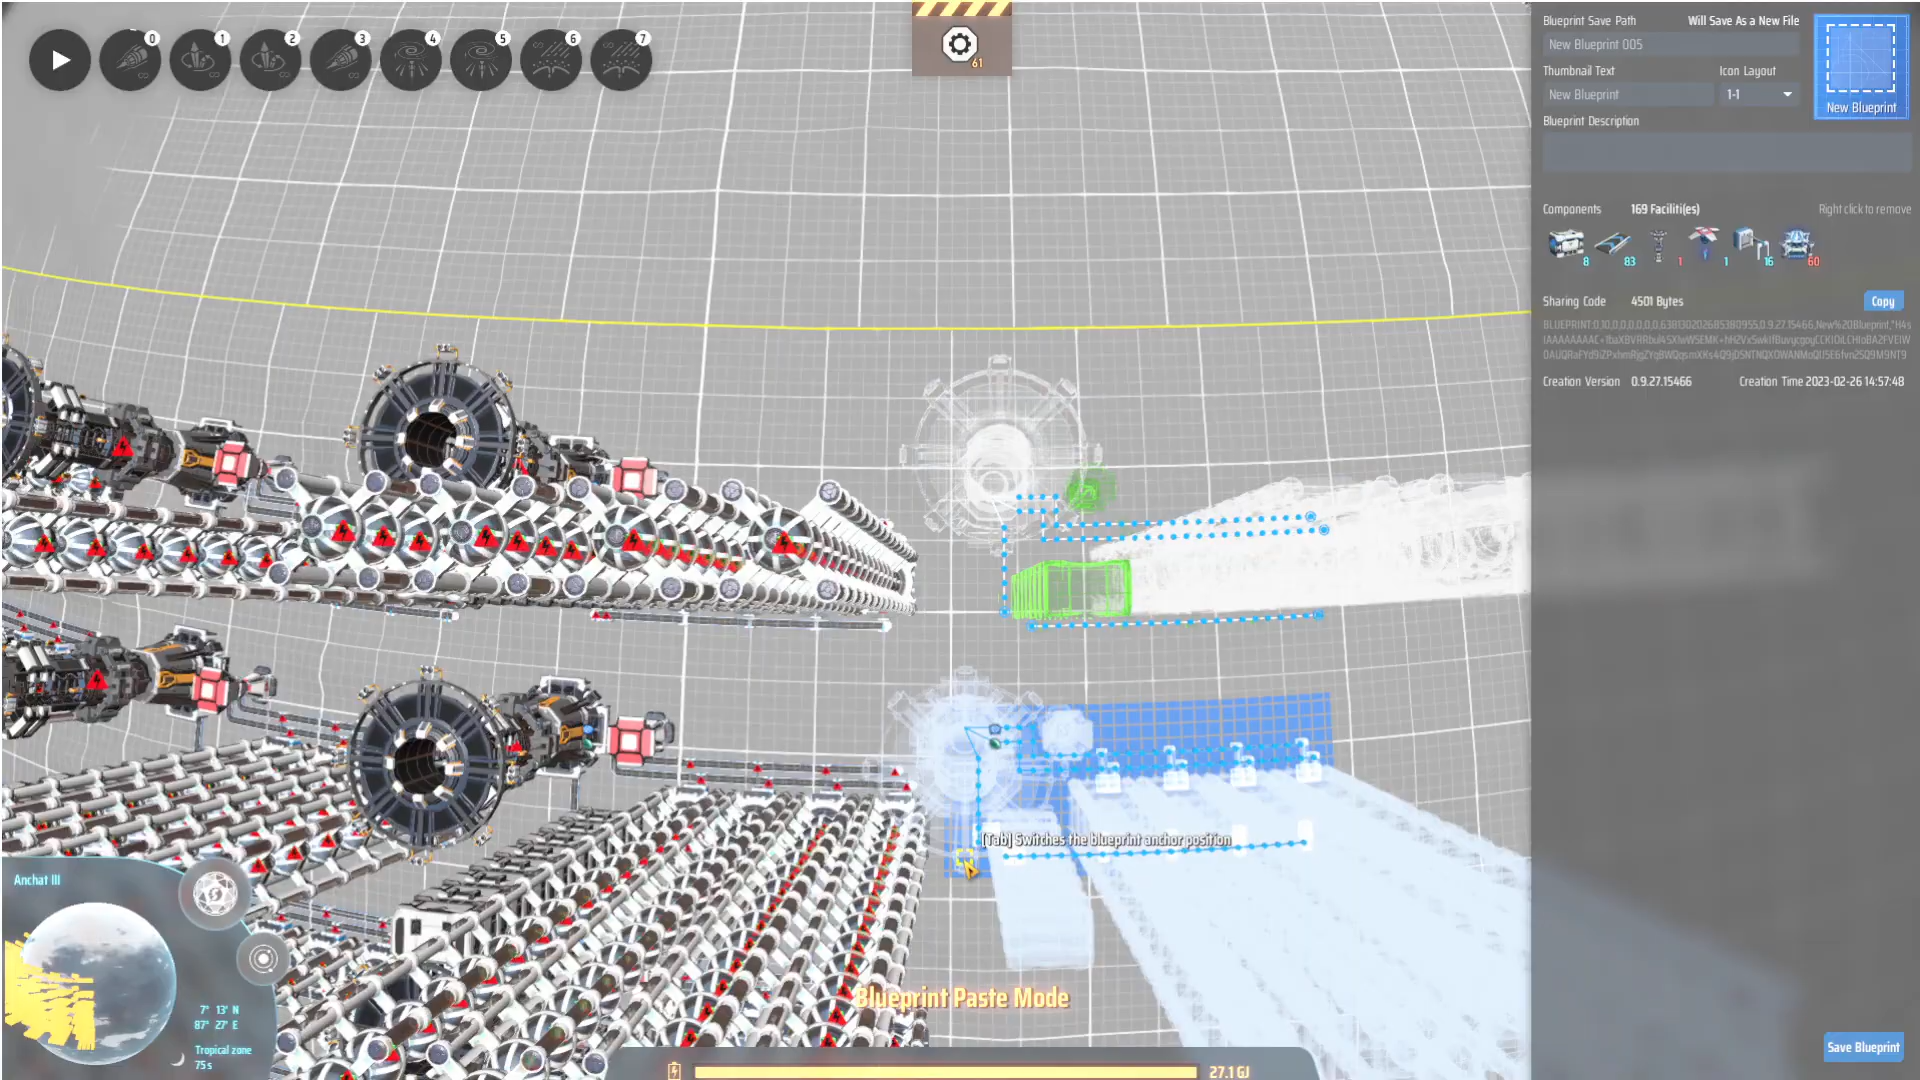 0
1
2
3
4
5
6
7
61
Blueprint Save Path
Will Save As a New File
New Blueprint 005
Thumbnail Text
Icon Layout
New Blueprint
1-1
New Blueprint
Blueprint Description
Components
169 Faciliti(es)
Right click to remove
8
83
1
1
16
60
Sharing Code
4501 Bytes
Copy
Creation Version
0.9.27.15466
Creation Time 2023-02-26 14:57:48
[Tab] Switches the blueprint anchor position
Anchat III
7° 13' N
87° 27' E
Tropical zone
75s
Blueprint Paste Mode
27.1 GJ
Save Blueprint